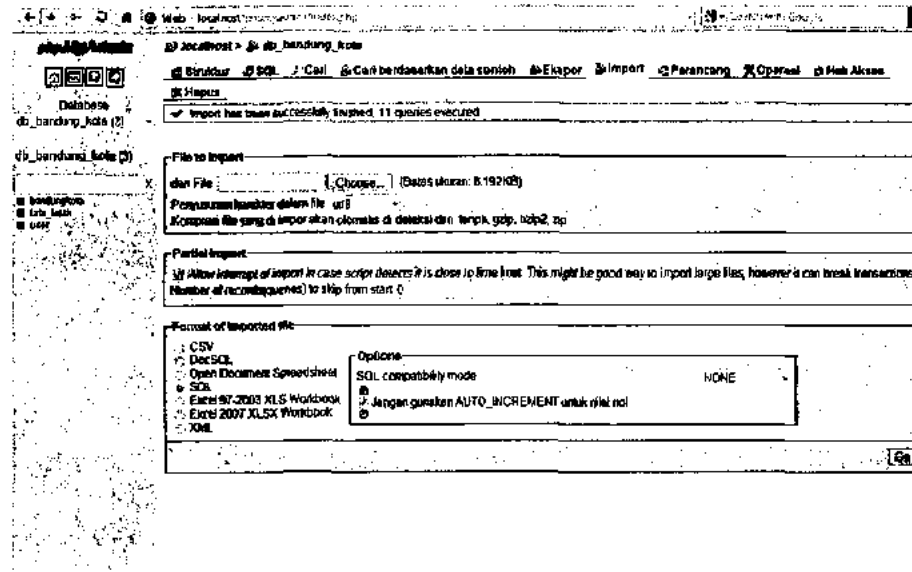 Web - localhost
phpMyAdmin
localhost > db_bandung_kota
Struktur SQL Cari Cari berdasarkan data contoh Ekspor Import Perancang Operasi Hak Akses
Hapus
Import has been successfully finished, 11 queries executed.
Database
db_bandung_kota (3)
db_bandung_kota (3)
X
user
File to import
dari File Choose... (Batas ukuran: 8.192KB)
Penyusunan karakter dalam file: utf8
Kompresi file yang di impor akan otomatis di deteksi dari: gzip, bzip2, zip
Partial import
Allow interrupt of import in case script detects it is close to time limit. This might be good way to import large files, however it can break transactions
Number of records(queries) to skip from start 0
Format of imported file
CSV
DocSQL
Open Document Spreadsheet
SQL
Excel 97-2003 XLS Workbook
Excel 2007 XLSX Workbook
XML
Options
SQL compatibility mode NONE
Jangan gunakan AUTO_INCREMENT untuk nilai nol
Go